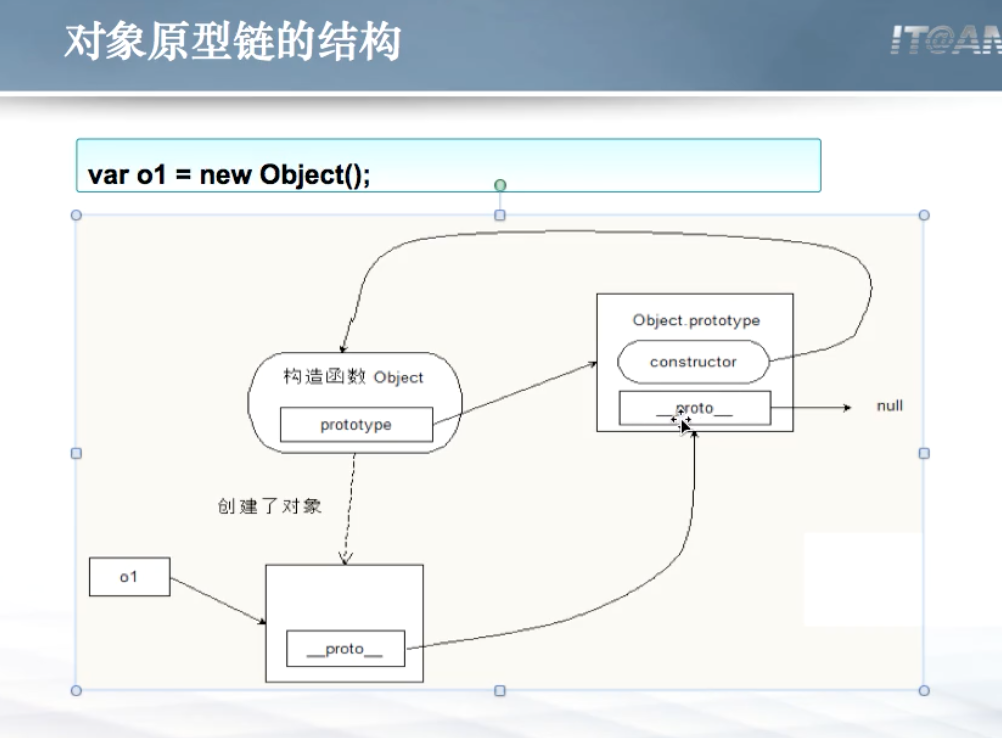 对象原型链的结构
IT@AN
var o1 = new Object();
Object.prototype
构造函数 Object
constructor
prototype
__proto__
null
创建了对象
o1
__proto__